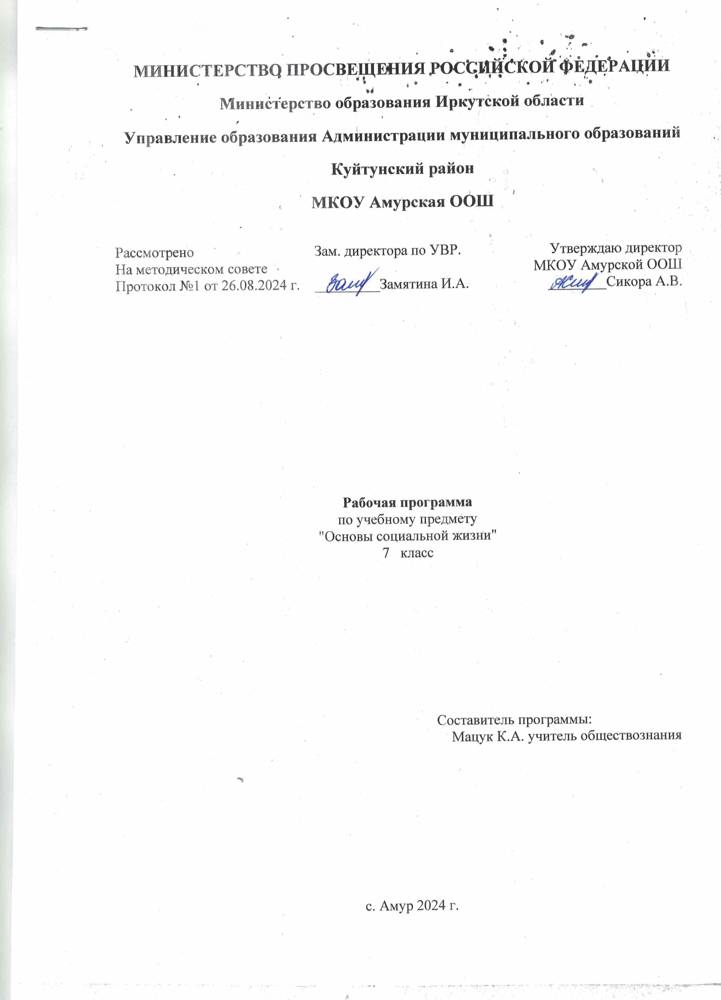 МИНИСТЕРСТВО ПРОСВЕЩЕНИЯ РОССИЙСКОЙ ФЕДЕРАЦИИ
Министерство образования Иркутской области
Управление образования Администрации муниципального образований
Куйтунский район
МКОУ Амурская ООШ
Рассмотрено
На методическом совете
Протокол №1 от 26.08.2024 г.
Зам. директора по УВР.
Замятина И.А.
Утверждаю директор
МКОУ Амурской ООШ
Сикора А.В.
Рабочая программа
по учебному предмету
"Основы социальной жизни"
7 класс
Составитель программы:
Мацук К.А. учитель обществознания
с. Амур 2024 г.